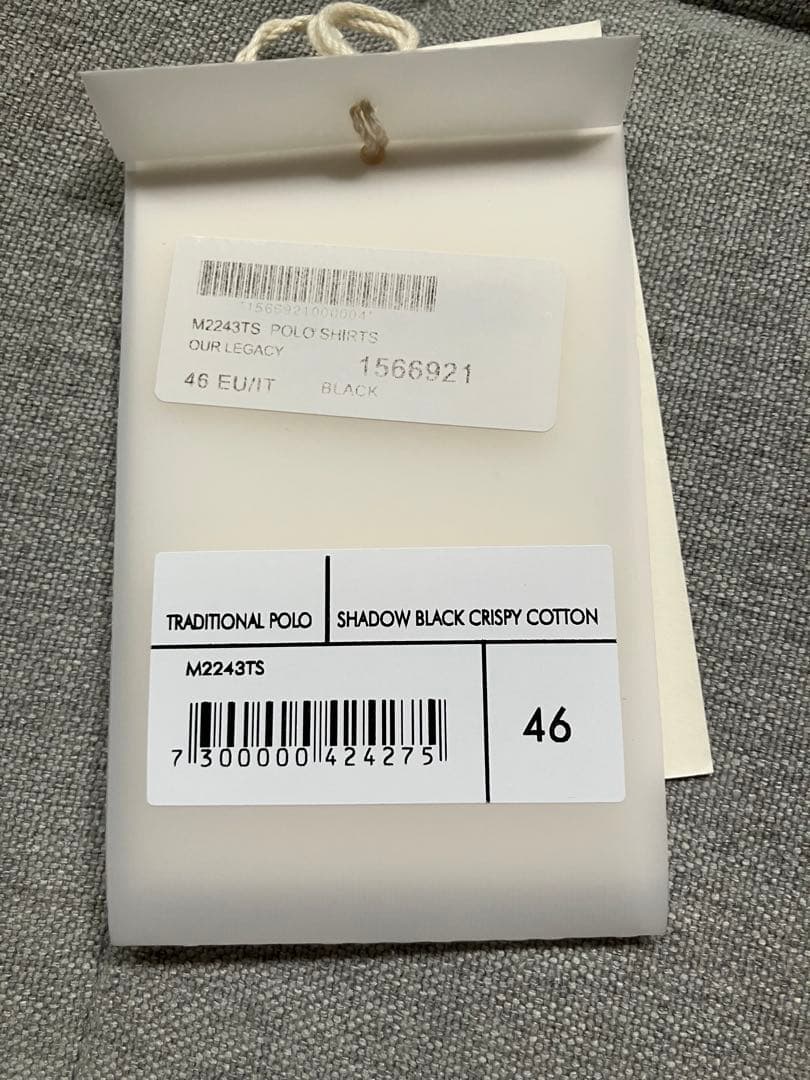 *1566921000004*
M2243TS POLO SHIRTS
OUR LEGACY
1566921
46 EU/IT BLACK
TRADITIONAL POLO
SHADOW BLACK CRISPY COTTON
M2243TS
7 300000 424275
46